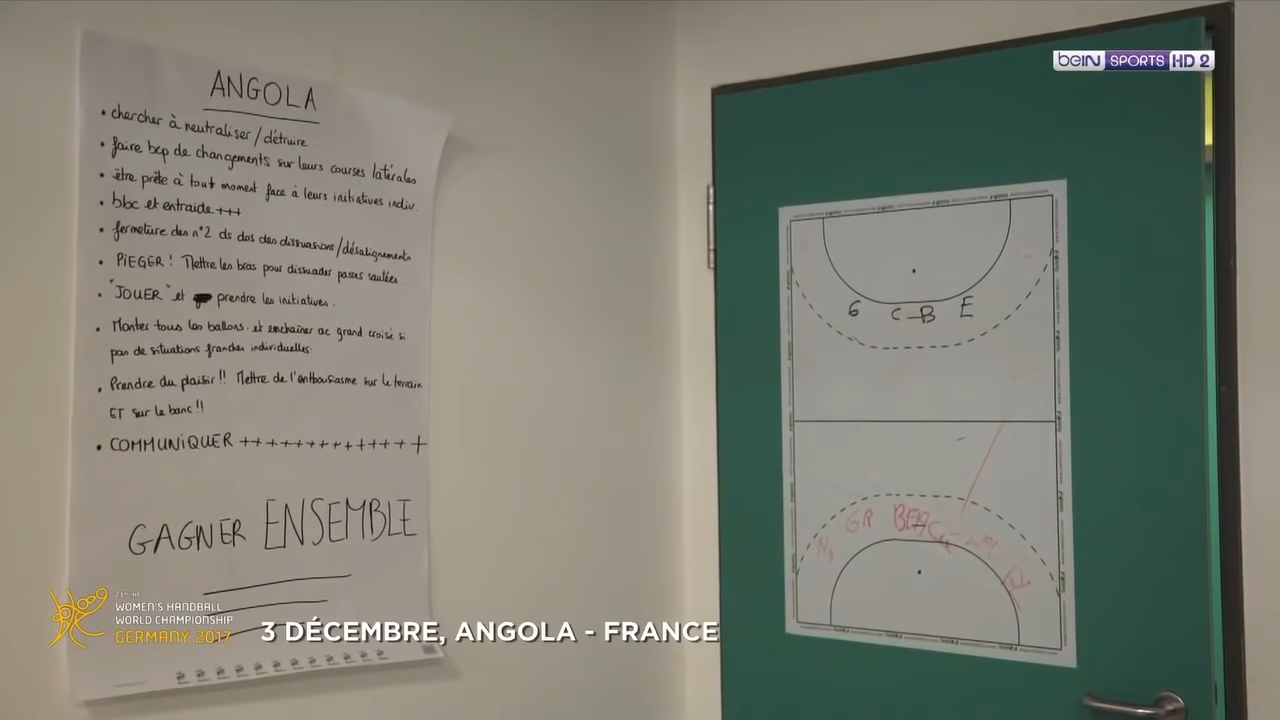 ANGOLA
• chercher à neutraliser/détruire
• faire bcp de changements sur leurs courses latérales
• être prête à tout moment face à leurs initiatives indiv.
• bloc et entraide +++
• fermeture des n°2 ds dos des dissuasions/désalignements
• PIEGER ! Mettre les bras pour dissuader passes sautées.
• "JOUER" et prendre les initiatives.
• Monter tous les ballons et enchaîner ac grand croisé si
pas de situations franches individuelles.
• Prendre du plaisir !! Mettre de l'enthousiasme sur le terrain
ET sur le banc !!
• COMMUNIQUER ++++++++++++++
GAGNER ENSEMBLE
WOMEN'S HANDBALL
WORLD CHAMPIONSHIP
GERMANY 2017
3 DÉCEMBRE, ANGOLA - FRANCE
beIN SPORTS HD 2
6 C-B E
GR BEA